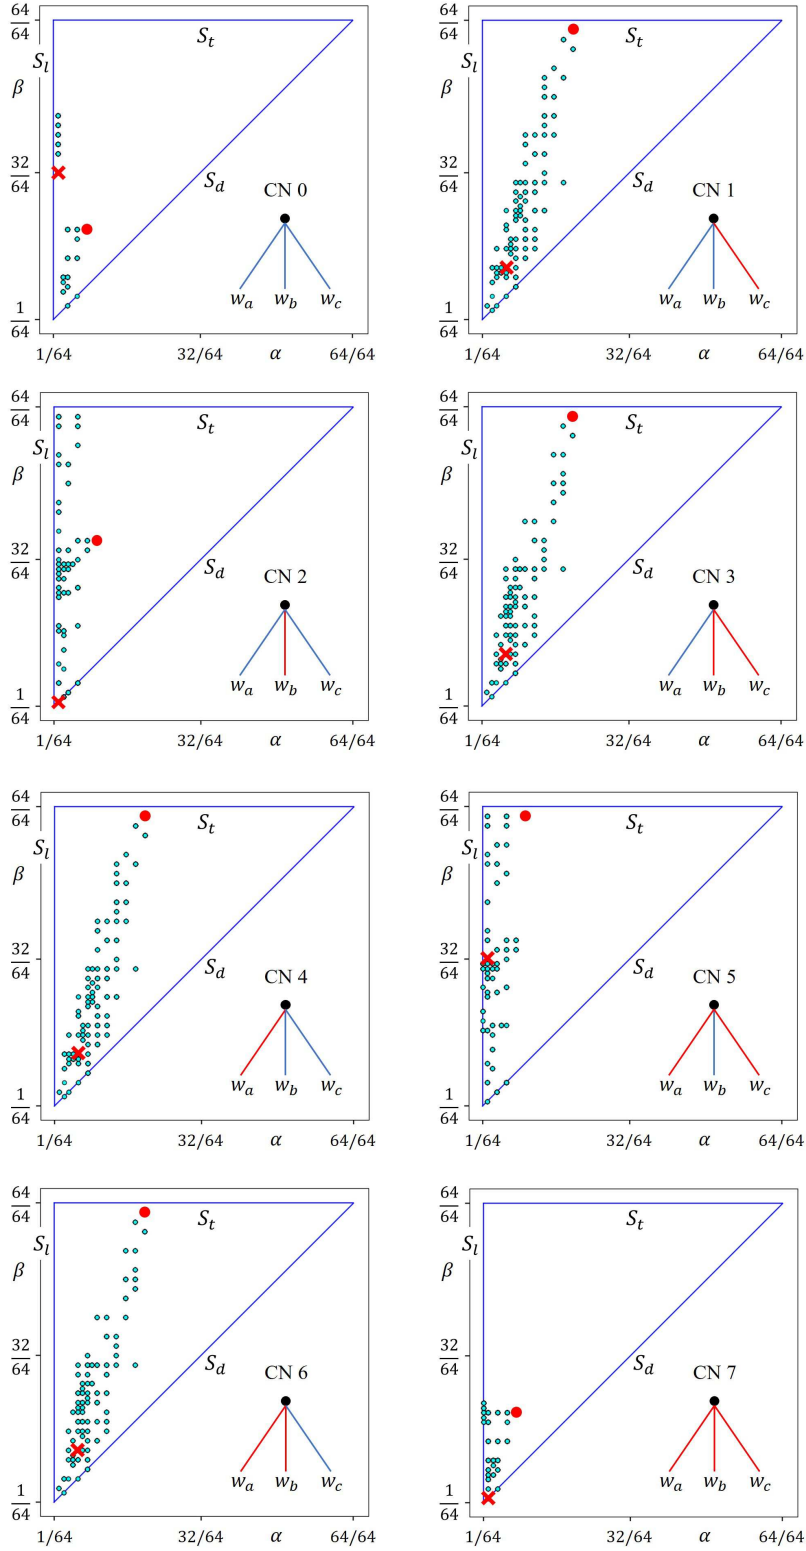 64/64 S_t
S_l
β
32/64 S_d CN 0
w_a w_b w_c
1/64
1/64 32/64 α 64/64
64/64 S_t
S_l
β
32/64 S_d CN 1
w_a w_b w_c
1/64
1/64 32/64 α 64/64
64/64 S_t
S_l
β
32/64 S_d CN 2
w_a w_b w_c
1/64
1/64 32/64 α 64/64
64/64 S_t
S_l
β
32/64 S_d CN 3
w_a w_b w_c
1/64
1/64 32/64 α 64/64
64/64 S_t
S_l
β
32/64 S_d CN 4
w_a w_b w_c
1/64
1/64 32/64 α 64/64
64/64 S_t
S_l
β
32/64 S_d CN 5
w_a w_b w_c
1/64
1/64 32/64 α 64/64
64/64 S_t
S_l
β
32/64 S_d CN 6
w_a w_b w_c
1/64
1/64 32/64 α 64/64
64/64 S_t
S_l
β
32/64 S_d CN 7
w_a w_b w_c
1/64
1/64 32/64 α 64/64